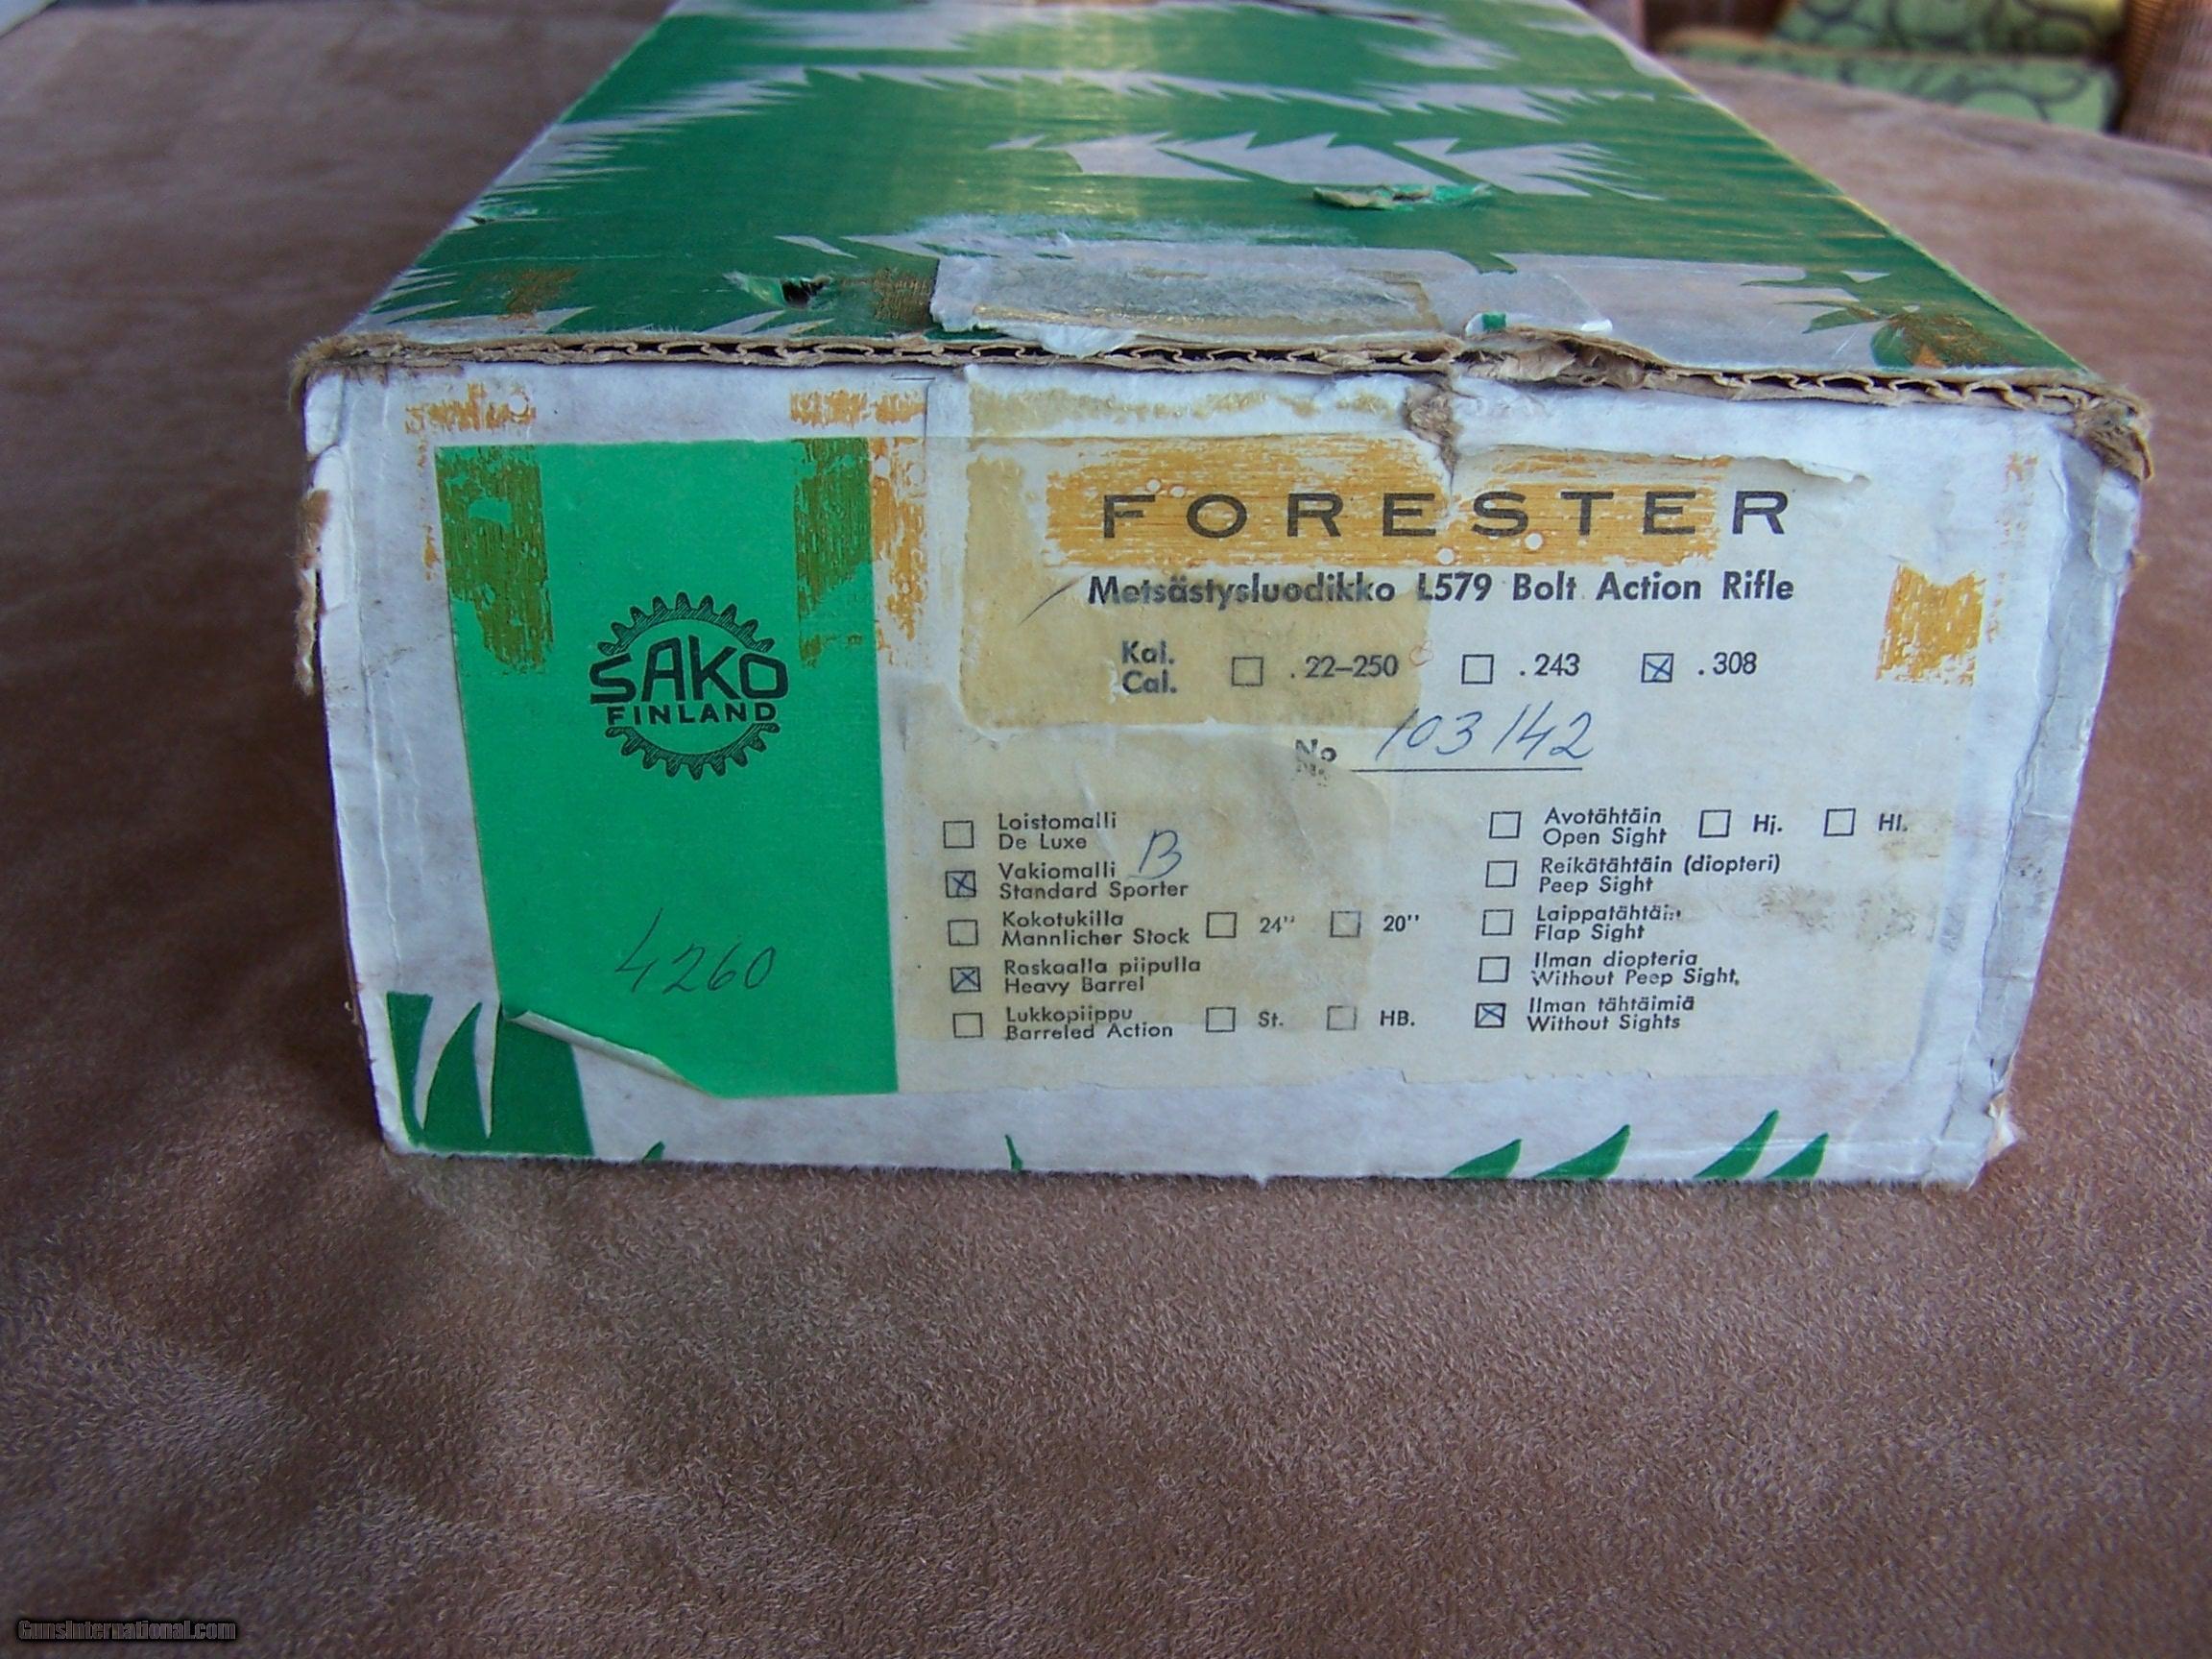 SAKO
FINLAND
4260
FORESTER
Metsästysluodikko L579 Bolt Action Rifle
Kal.
Cal.
☐ .22-250 ☐ .243 ☒ .308
No 103142
☐ Loistomalli
De Luxe
B
☒ Vakiomalli
Standard Sporter
☐ Kokotukilla
Mannlicher Stock ☐ 24" ☐ 20"
☒ Raskaalla piipulla
Heavy Barrel
☐ Lukkopiippu
Barreled Action ☐ St. ☐ HB.
☐ Avotähtäin
Open Sight ☐ Hj. ☐ Hl.
☐ Reikätähtäin (diopteri)
Peep Sight
☐ Laippatähtäin
Flap Sight
☐ Ilman diopteria
Without Peep Sight,
☒ Ilman tähtäimiä
Without Sights
GunsInternational.com